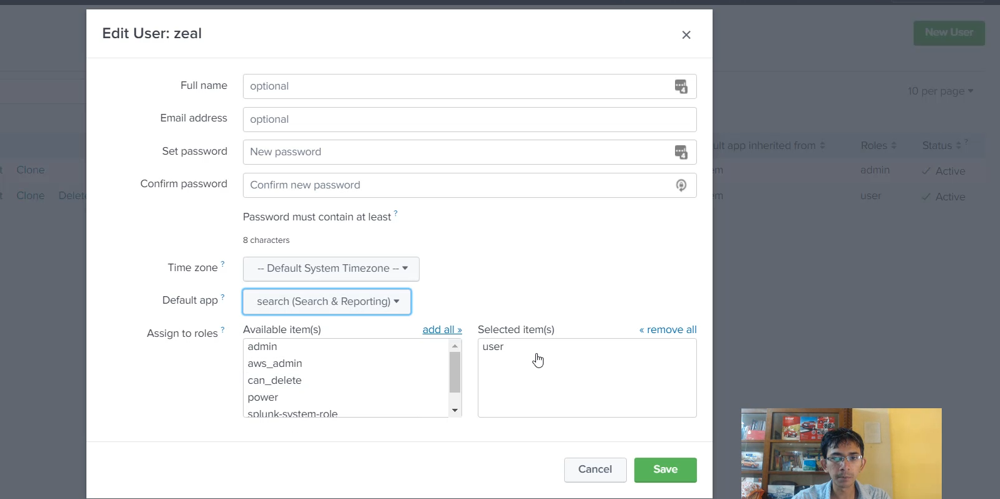 Edit User: zeal
New User
Full name
optional
Email address
optional
Set password
New password
Confirm password
Confirm new password
Password must contain at least ?
8 characters
10 per page
ult app inherited from
Roles
Status ?
t Clone
em
admin
Active
t Clone Delete
em
user
Active
Time zone ?
-- Default System Timezone --
Default app ?
search (Search & Reporting)
Assign to roles ?
Available item(s)
add all »
Selected item(s)
« remove all
admin
aws_admin
can_delete
power
splunk-system-role
user
Cancel
Save